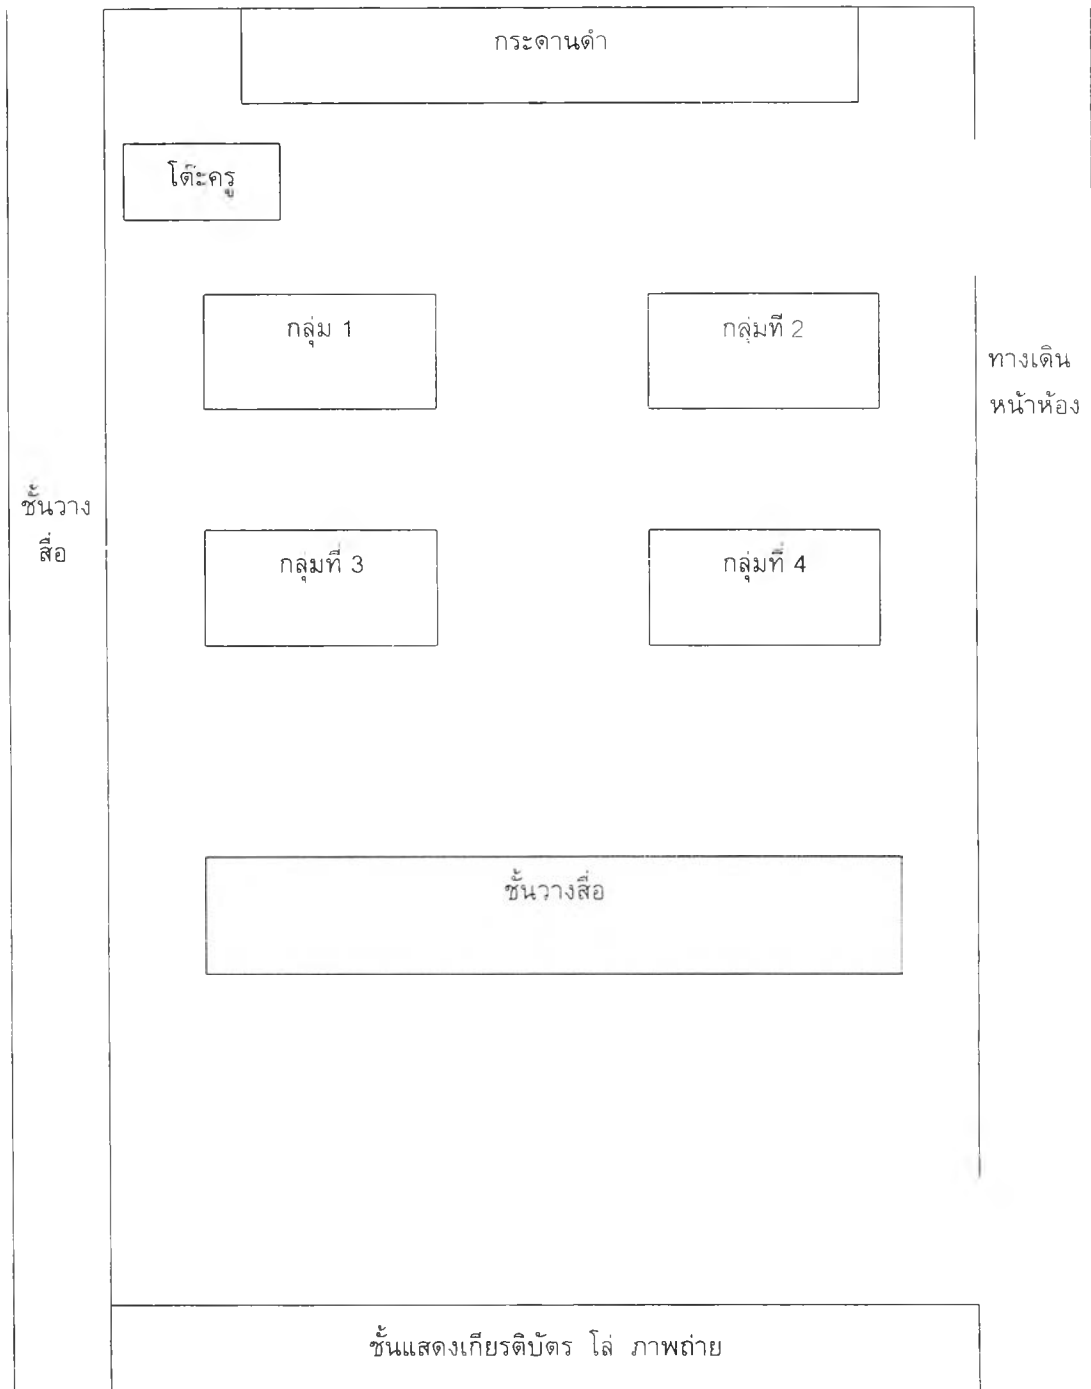 กระดานดำ
โต๊ะครู
กลุ่ม 1
กลุ่มที่ 2
ทางเดิน
หน้าห้อง
ชั้นวาง
สื่อ
กลุ่มที่ 3
กลุ่มที่ 4
ชั้นวางสื่อ
ชั้นแสดงเกียรติบัตร โล่ ภาพถ่าย